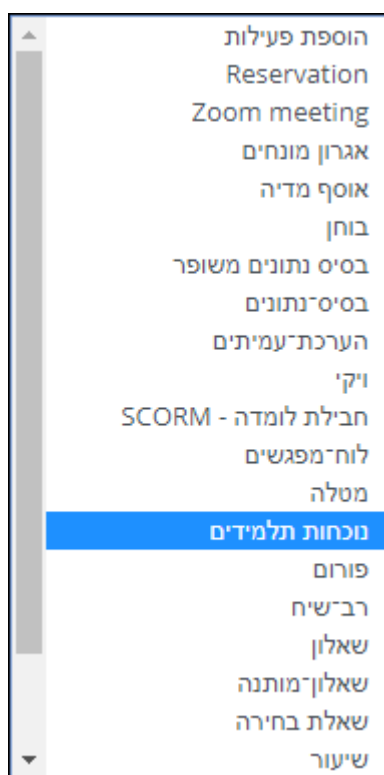 הוספת פעילות
Reservation
Zoom meeting
אגרון מונחים
אוסף מדיה
בוחן
בסיס נתונים משופר
בסיס־נתונים
הערכת־עמיתים
ויקי
חבילת לומדה - SCORM
לוח־מפגשים
מטלה
נוכחות תלמידים
פורום
רב־שיח
שאלון
שאלון־מותנה
שאלת בחירה
שיעור